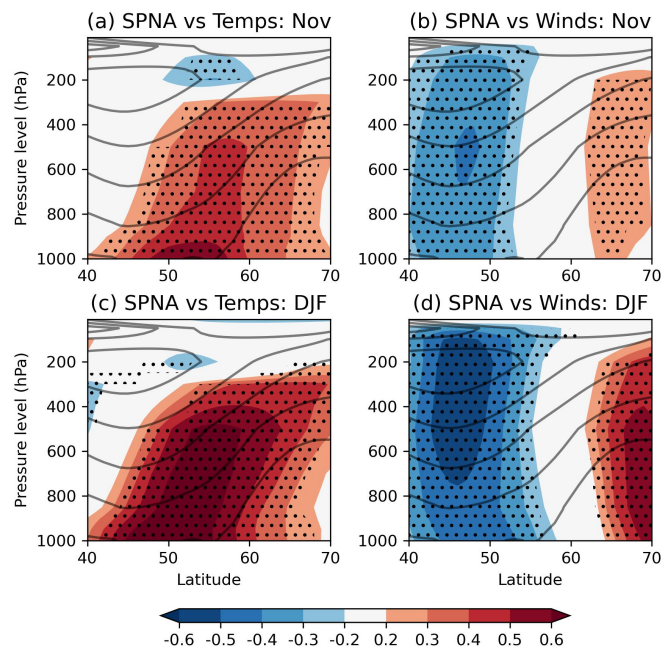 (a) SPNA vs Temps: Nov
(b) SPNA vs Winds: Nov
Pressure level (hPa)
200
400
600
800
1000
40 50 60 70
200
400
600
800
1000
40 50 60 70
(c) SPNA vs Temps: DJF
(d) SPNA vs Winds: DJF
Pressure level (hPa)
200
400
600
800
1000
40 50 60 70
Latitude
200
400
600
800
1000
40 50 60 70
Latitude
-0.6 -0.5 -0.4 -0.3 -0.2 0.2 0.3 0.4 0.5 0.6